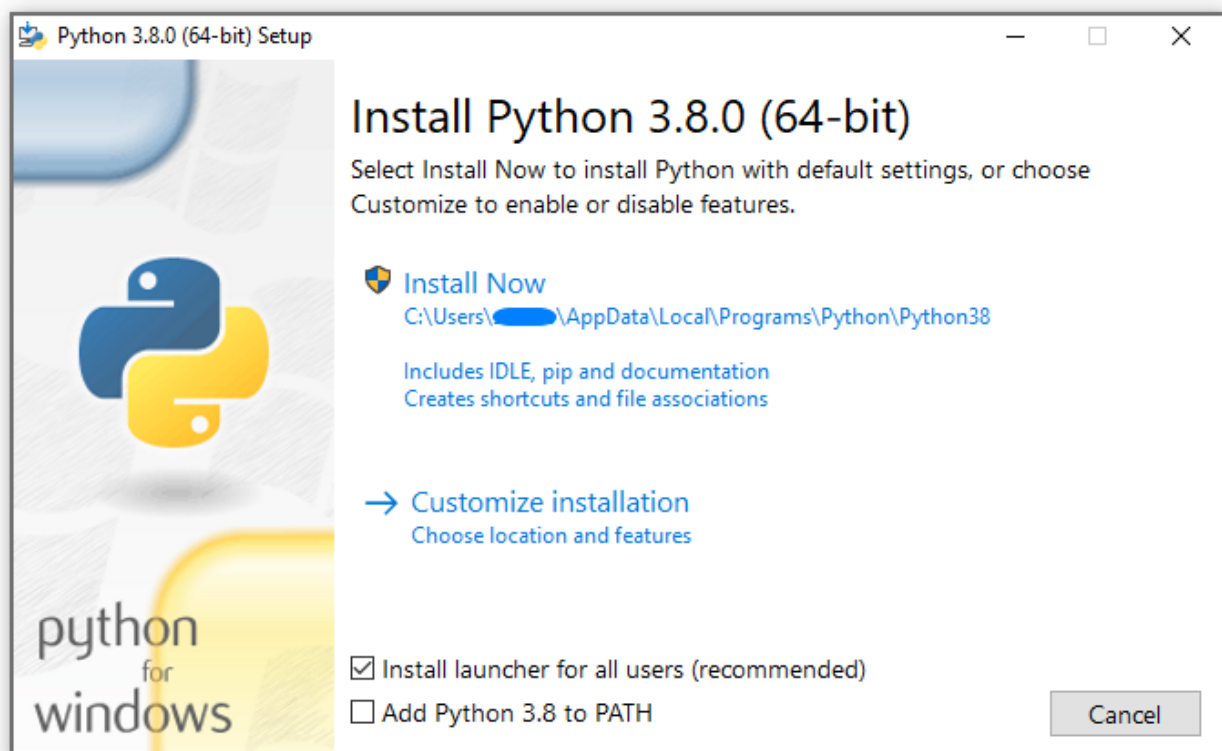 Python 3.8.0 (64-bit) Setup
Install Python 3.8.0 (64-bit)
Select Install Now to install Python with default settings, or choose
Customize to enable or disable features.
Install Now
C:\Users\ \AppData\Local\Programs\Python\Python38
Includes IDLE, pip and documentation
Creates shortcuts and file associations
Customize installation
Choose location and features
python
for
windows
Install launcher for all users (recommended)
Add Python 3.8 to PATH
Cancel